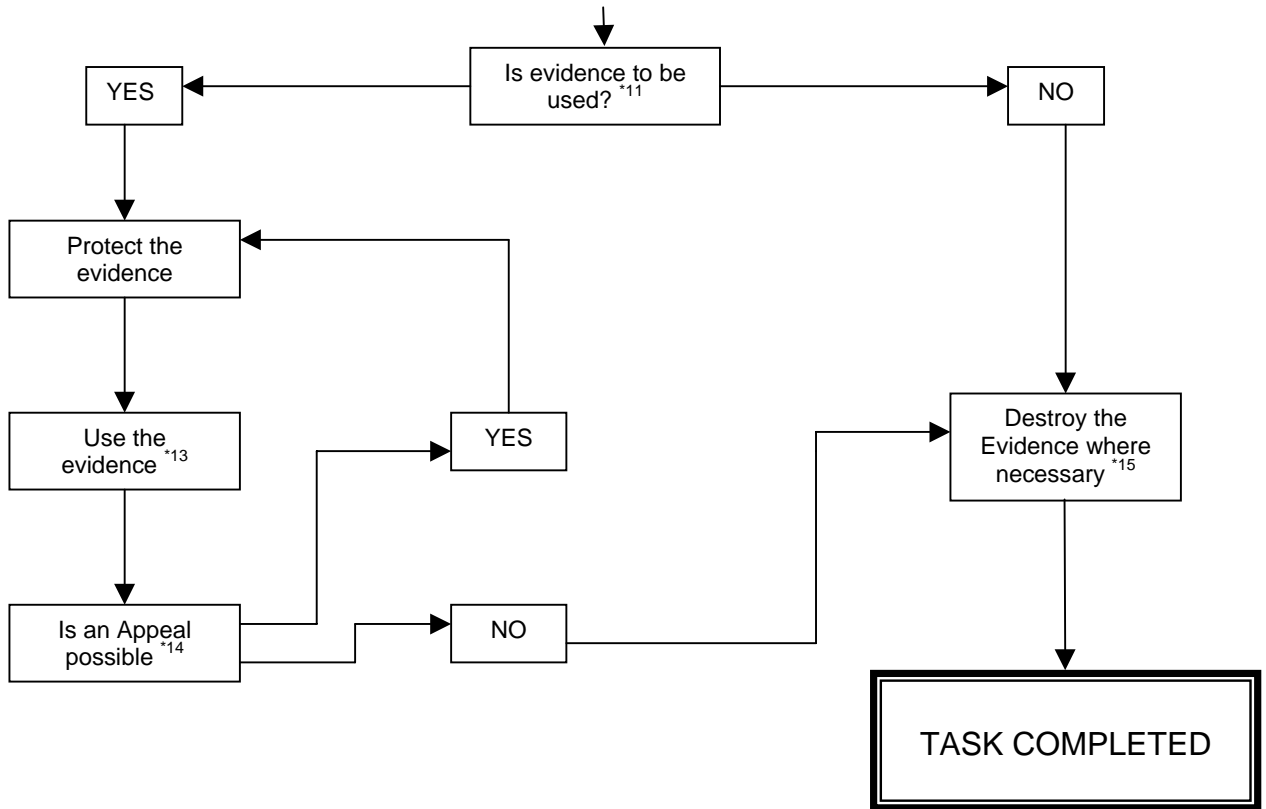 Is evidence to be
used? *11
YES
NO
Protect the
evidence
Use the
evidence *13
YES
Destroy the
Evidence where
necessary *15
Is an Appeal
possible *14
NO
TASK COMPLETED